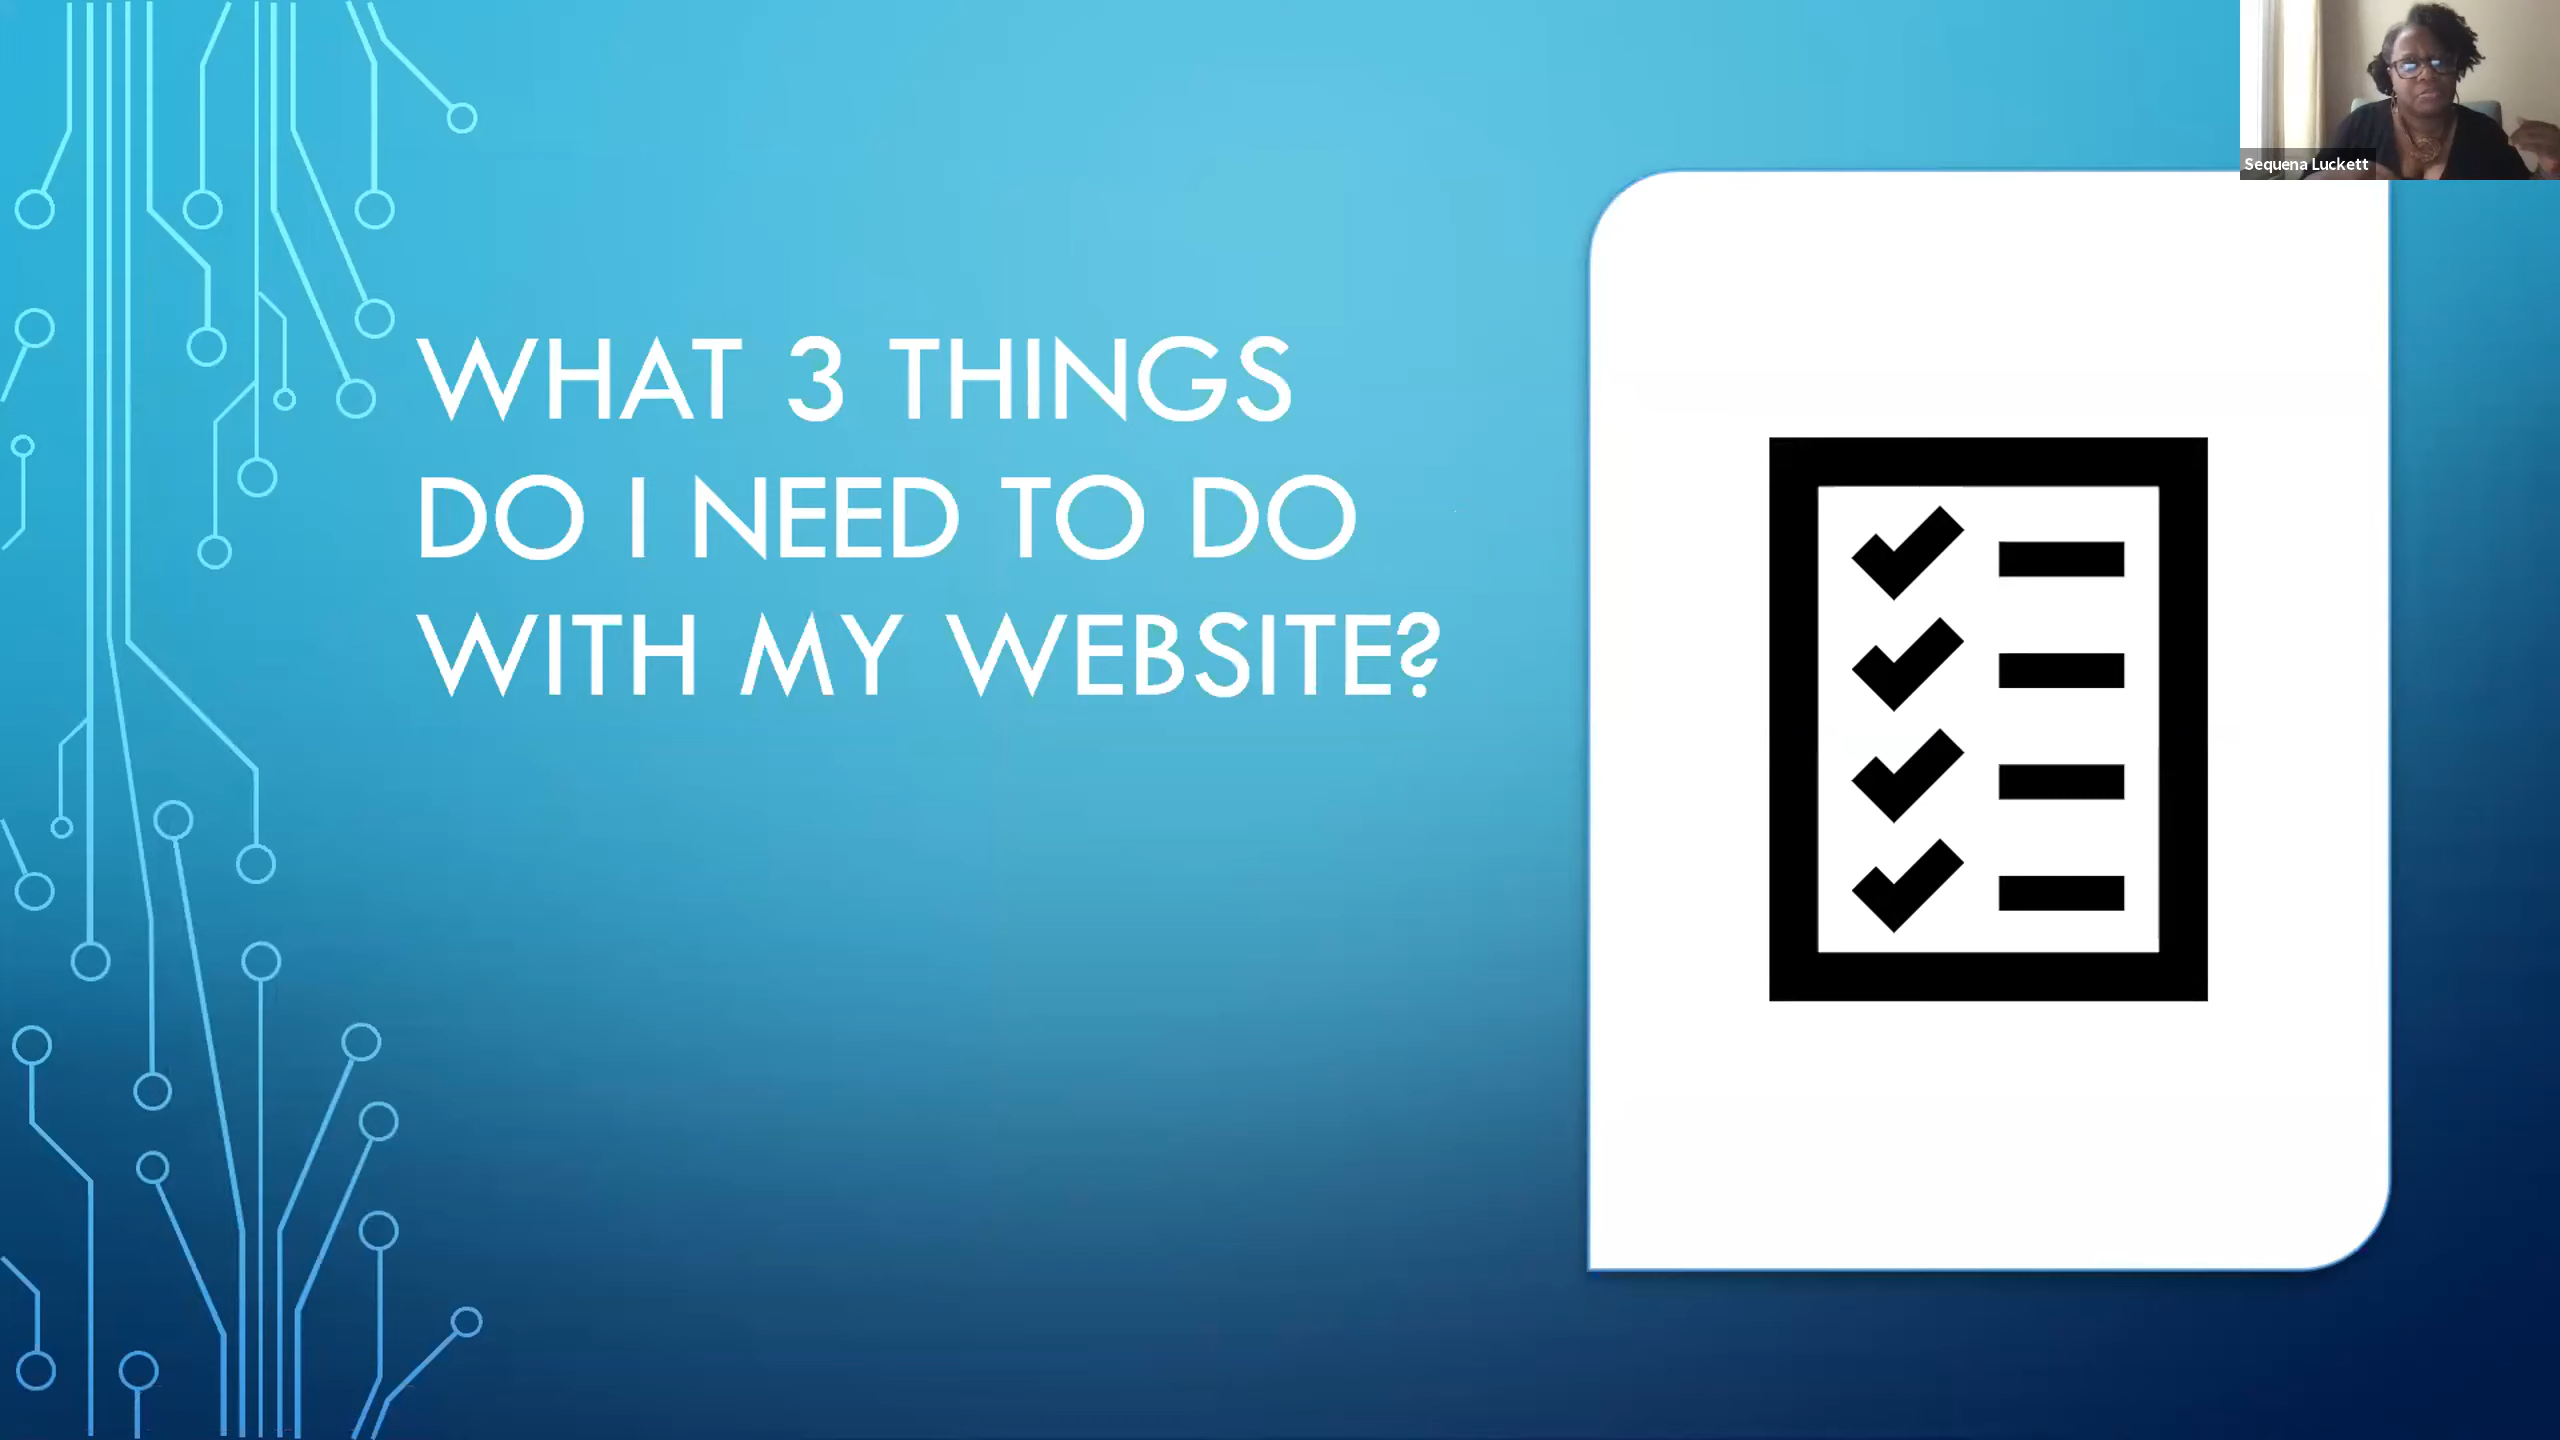 WHAT 3 THINGS
DO I NEED TO DO
WITH MY WEBSITE?
Sequena Luckett